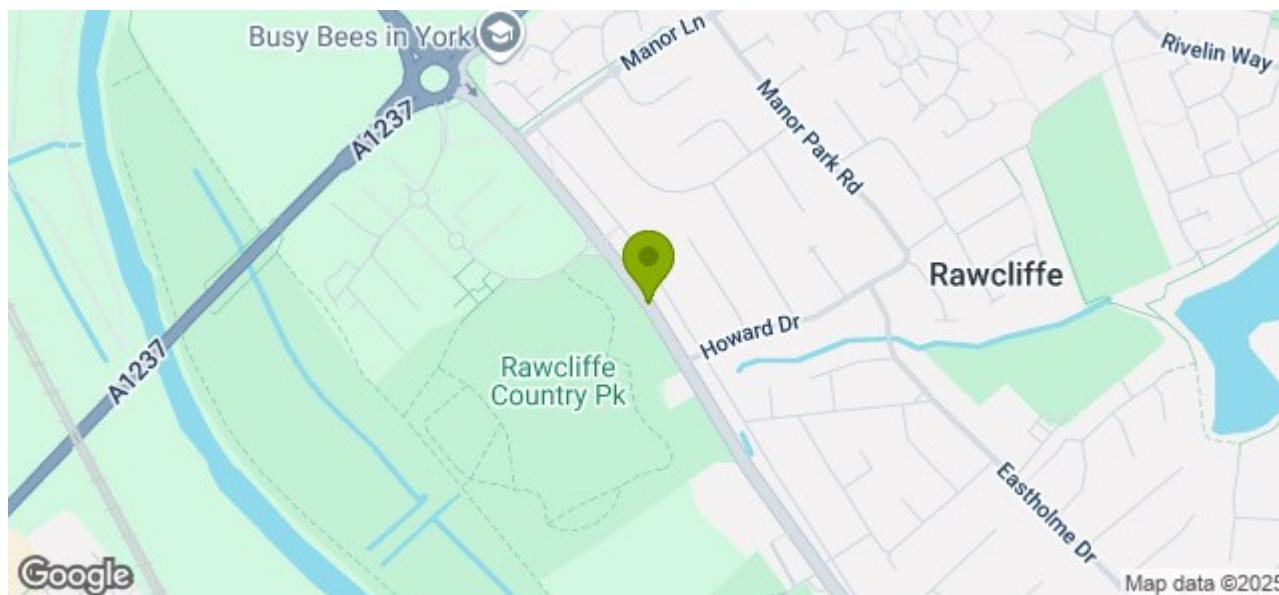 Busy Bees in York
Manor Ln
Rivelin Way
A1237
Manor Park Rd
Rawcliffe
Howard Dr
A1237
Rawcliffe
Country Pk
Eastholme Dr
Google
Map data ©2025